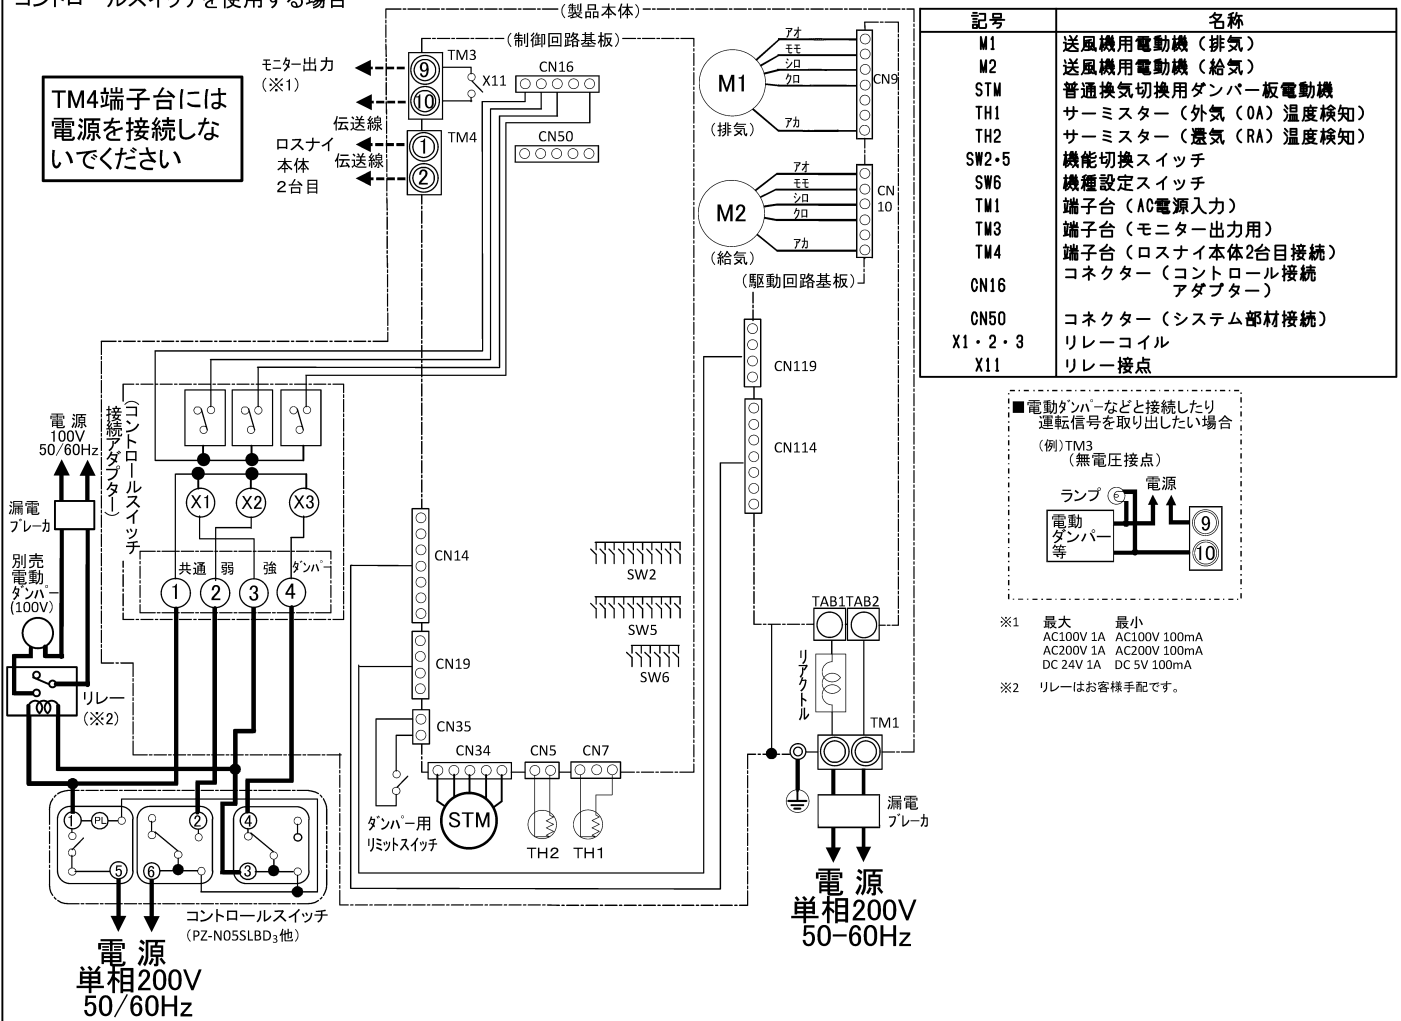 コントロールスイッチを使用する場合
TM4端子台には
電源を接続しな
いでください
(製品本体)
(制御回路基板)
モニター出力
(※1)
⑨
⑩
TM3
X11
CN16
伝送線
ロスナイ
本体
2台目
伝送線
①
②
TM4
CN50
M1
(排気)
アオ
モモ
シロ
クロ
アカ
CN9
M2
(給気)
アオ
モモ
シロ
クロ
アカ
CN
10
(駆動回路基板)
CN119
CN114
記号 名称
M1 送風機用電動機(排気)
M2 送風機用電動機(給気)
STM 普通換気切換用ダンパー板電動機
TH1 サーミスター(外気(OA)温度検知)
TH2 サーミスター(還気(RA)温度検知)
SW2・5 機能切換スイッチ
SW6 機種設定スイッチ
TM1 端子台(AC電源入力)
TM3 端子台(モニター出力用)
TM4 端子台(ロスナイ本体2台目接続)
CN16 コネクター(コントロール接続
アダプター)
CN50 コネクター(システム部材接続)
X1・2・3 リレーコイル
X11 リレー接点
■電動ダンパーなどと接続したり
運転信号を取り出したい場合
(例)TM3
(無電圧接点)
ランプ
電源
電動
ダンパー
等
⑨
⑩
※1 最大 最小
AC100V 1A AC100V 100mA
AC200V 1A AC200V 100mA
DC 24V 1A DC 5V 100mA
※2 リレーはお客様手配です。
電 源
100V
50/60Hz
漏電
ブレーカ
別売
電動
ダンパー
(100V)
リレー
(※2)
(コントロールスイッチ
接続アダプター)
X1
X2
X3
共通
弱
強
ダンパー
①
②
③
④
CN14
CN19
CN35
CN34
CN5
CN7
SW2
SW5
SW6
ダンパー用
リミットスイッチ
STM
TH2
TH1
TAB1
TAB2
リアクトル
TM1
漏電
ブレーカ
電 源
単相200V
50-60Hz
①
PL
②
④
⑤
⑥
③
コントロールスイッチ
(PZ-N05SLBD₃他)
電 源
単相200V
50/60Hz